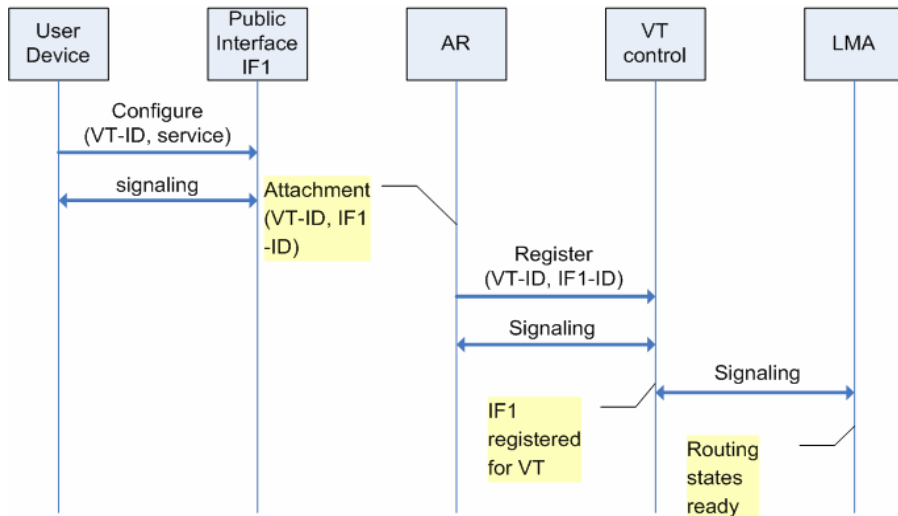 User
Device
Public
Interface
IF1
AR
VT
control
LMA
Configure
(VT-ID, service)
signaling
Attachment
(VT-ID, IF1
-ID)
Register
(VT-ID, IF1-ID)
Signaling
Signaling
IF1
registered
for VT
Routing
states
ready